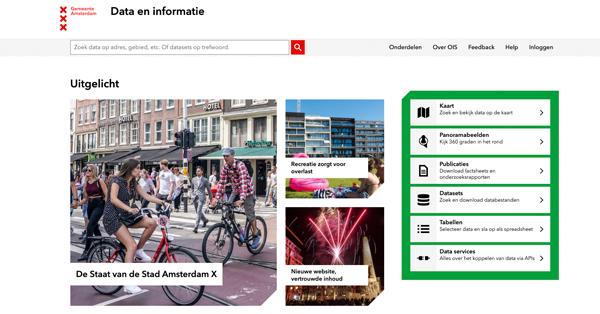 Gemeente
Amsterdam
Data en informatie
Zoek data op adres, gebied, etc. Of datasets op trefwoord.
Onderdelen
Over OIS
Feedback
Help
Inloggen
Uitgelicht
HOTEL
HOTEL
De Staat van de Stad Amsterdam X
Recreatie zorgt voor
overlast
Nieuwe website,
vertrouwde inhoud
Kaart
Zoek en bekijk data op de kaart
Panoramabeelden
Kijk 360 graden in het rond
Publicaties
Download factsheets en
onderzoeksrapporten
Datasets
Zoek en download databestanden
Tabellen
Selecteer data en sla op als spreadsheet
Data services
Alles over het koppelen van data via APIs